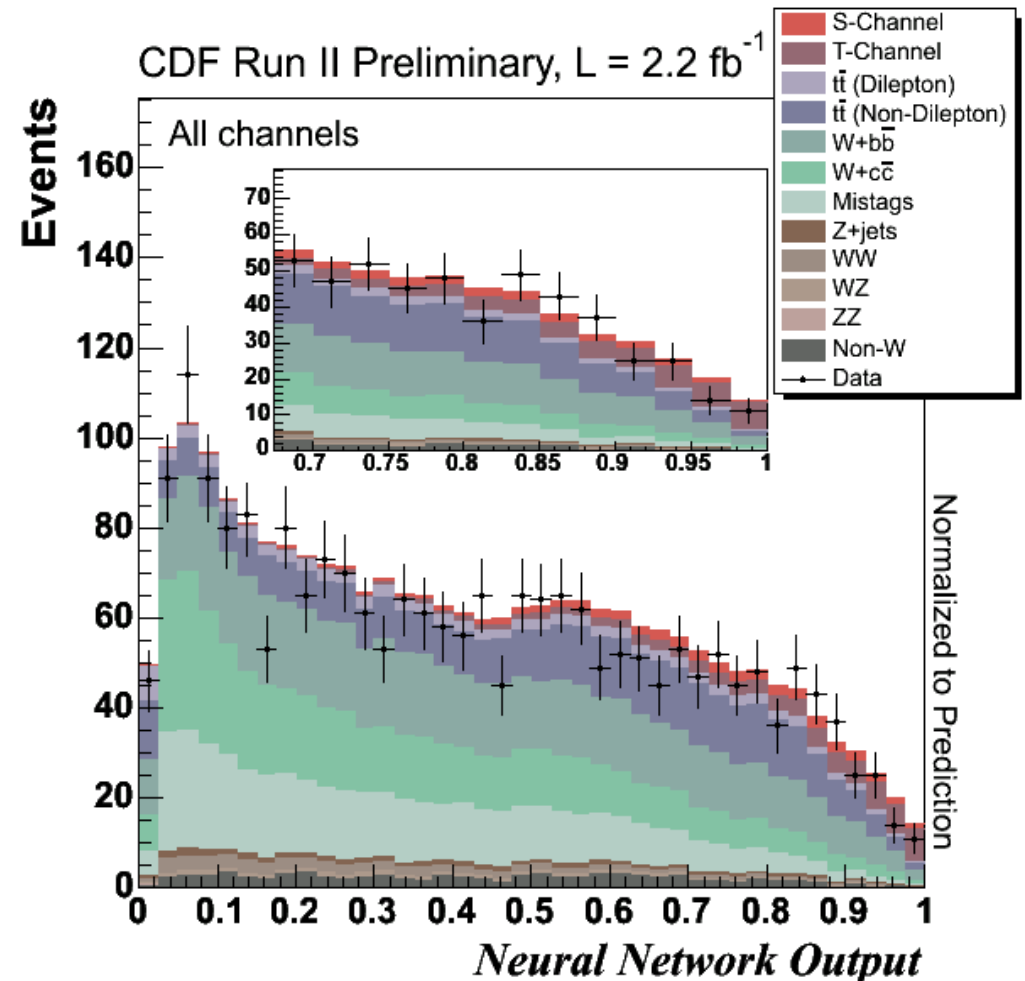 CDF Run II Preliminary, L = 2.2 fb⁻¹
All channels
Events
160
140
120
100
80
60
40
20
0
0 0.1 0.2 0.3 0.4 0.5 0.6 0.7 0.8 0.9 1
Neural Network Output
Normalized to Prediction
70
60
50
40
30
20
10
0
0.7 0.75 0.8 0.85 0.9 0.95 1
S-Channel
T-Channel
tt̅ (Dilepton)
tt̅ (Non-Dilepton)
W+bb̅
W+cc̅
Mistags
Z+jets
WW
WZ
ZZ
Non-W
Data